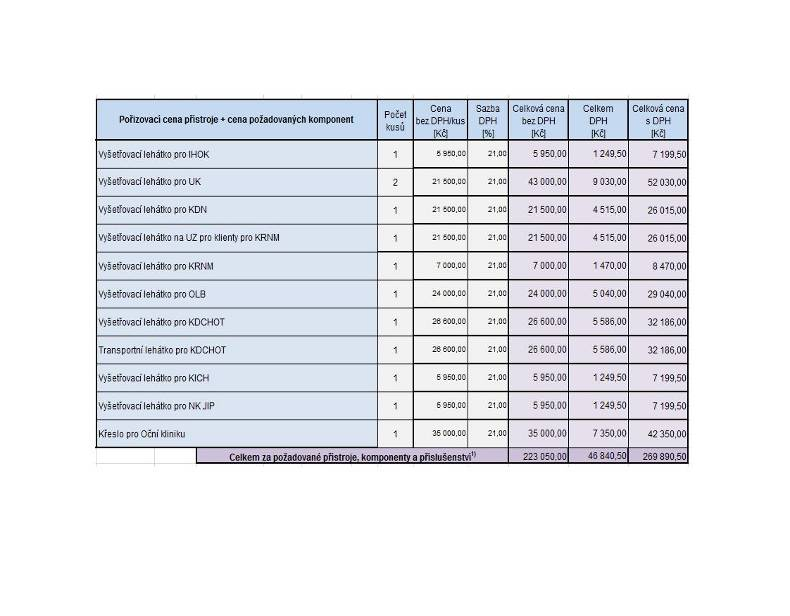 Pořizovací cena přístroje + cena požadovaných komponent Počet kusů Cena bez DPH/kus [Kč] Sazba DPH [%] Celková cena bez DPH [Kč] Celkem DPH [Kč] Celková cena s DPH [Kč]
Vyšetřovací lehátko pro IHOK 1 5 950,00 21,00 5 950,00 1 249,50 7 199,50
Vyšetřovací lehátko pro UK 2 21 500,00 21,00 43 000,00 9 030,00 52 030,00
Vyšetřovací lehátko pro KDN 1 21 500,00 21,00 21 500,00 4 515,00 26 015,00
Vyšetřovací lehátko na UZ pro klienty pro KRNM 1 21 500,00 21,00 21 500,00 4 515,00 26 015,00
Vyšetřovací lehátko pro KRNM 1 7 000,00 21,00 7 000,00 1 470,00 8 470,00
Vyšetřovací lehátko pro OLB 1 24 000,00 21,00 24 000,00 5 040,00 29 040,00
Vyšetřovací lehátko pro KDCHOT 1 26 600,00 21,00 26 600,00 5 586,00 32 186,00
Transportní lehátko pro KDCHOT 1 26 600,00 21,00 26 600,00 5 586,00 32 186,00
Vyšetřovací lehátko pro KICH 1 5 950,00 21,00 5 950,00 1 249,50 7 199,50
Vyšetřovací lehátko pro NK JIP 1 5 950,00 21,00 5 950,00 1 249,50 7 199,50
Křeslo pro Oční kliniku 1 35 000,00 21,00 35 000,00 7 350,00 42 350,00
Celkem za požadované přístroje, komponenty a příslušenství¹⁾ 223 050,00 46 840,50 269 890,50